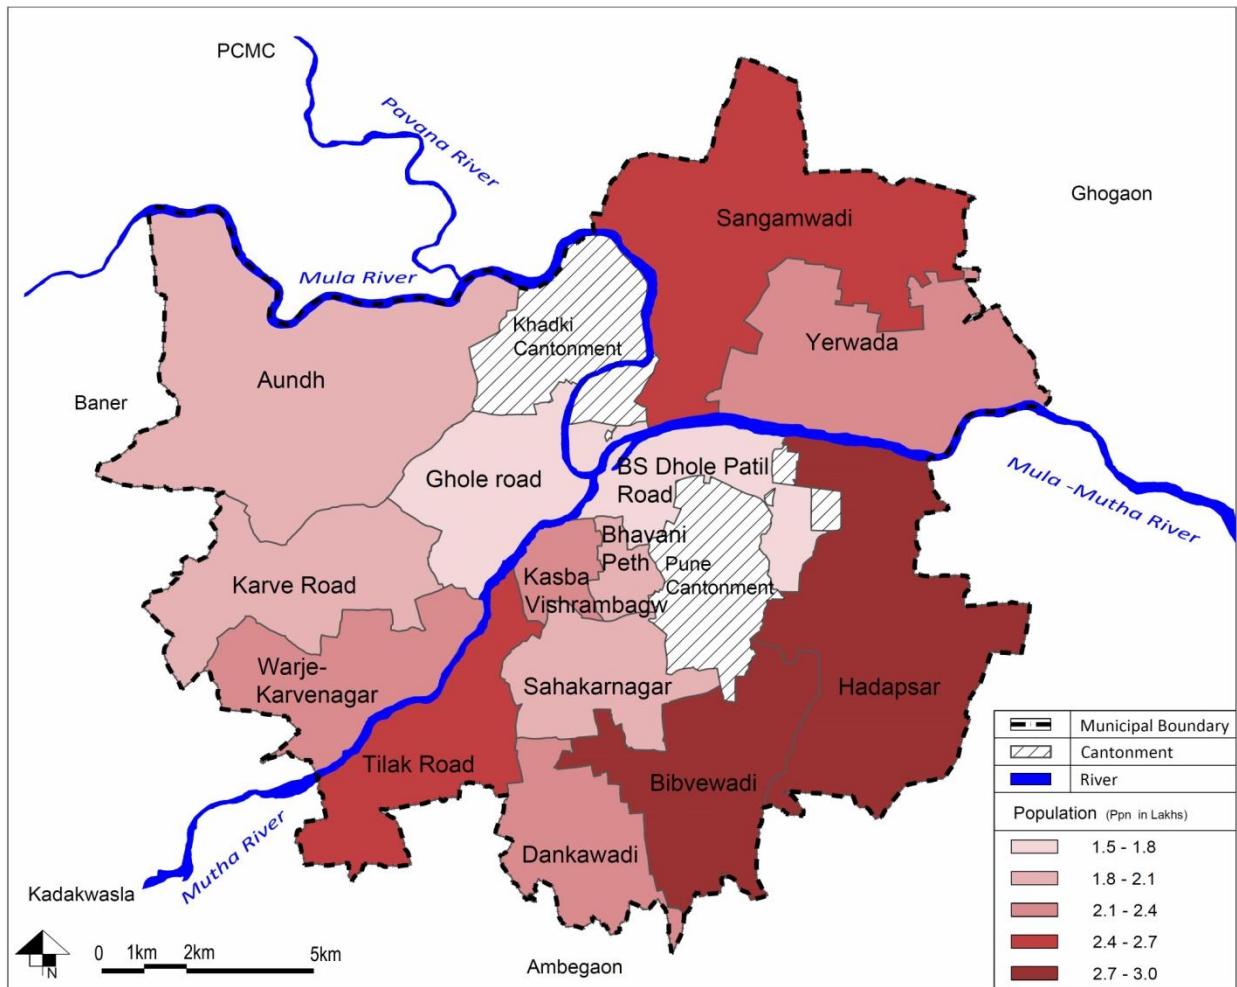 PCMC
Pavana River
Ghogaon
Sangamwadi
Mula River
Khadki
Cantonment
Yerwada
Aundh
Baner
Ghole road
BS Dhole Patil
Road
Mula -Mutha River
Bhavani
Peth
Pune
Cantonment
Kasba
Vishrambagw
Karve Road
Warje-
Karvenagar
Sahakarnagar
Hadapsar
Tilak Road
Bibvewadi
Dankawadi
Mutha River
Kadakwasla
Ambegaon
N
0 1km 2km 5km
Municipal Boundary
Cantonment
River
Population (Ppn in Lakhs)
1.5 - 1.8
1.8 - 2.1
2.1 - 2.4
2.4 - 2.7
2.7 - 3.0